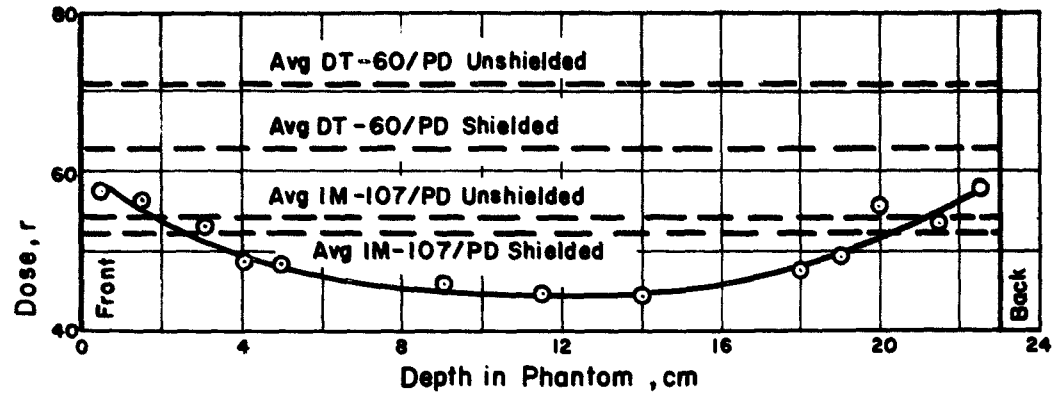 80
Avg DT-60/PD Unshielded
Avg DT-60/PD Shielded
60
Avg IM-107/PD Unshielded
Avg IM-107/PD Shielded
Dose, r
Front
Back
40
0 4 8 12 16 20 24
Depth in Phantom , cm